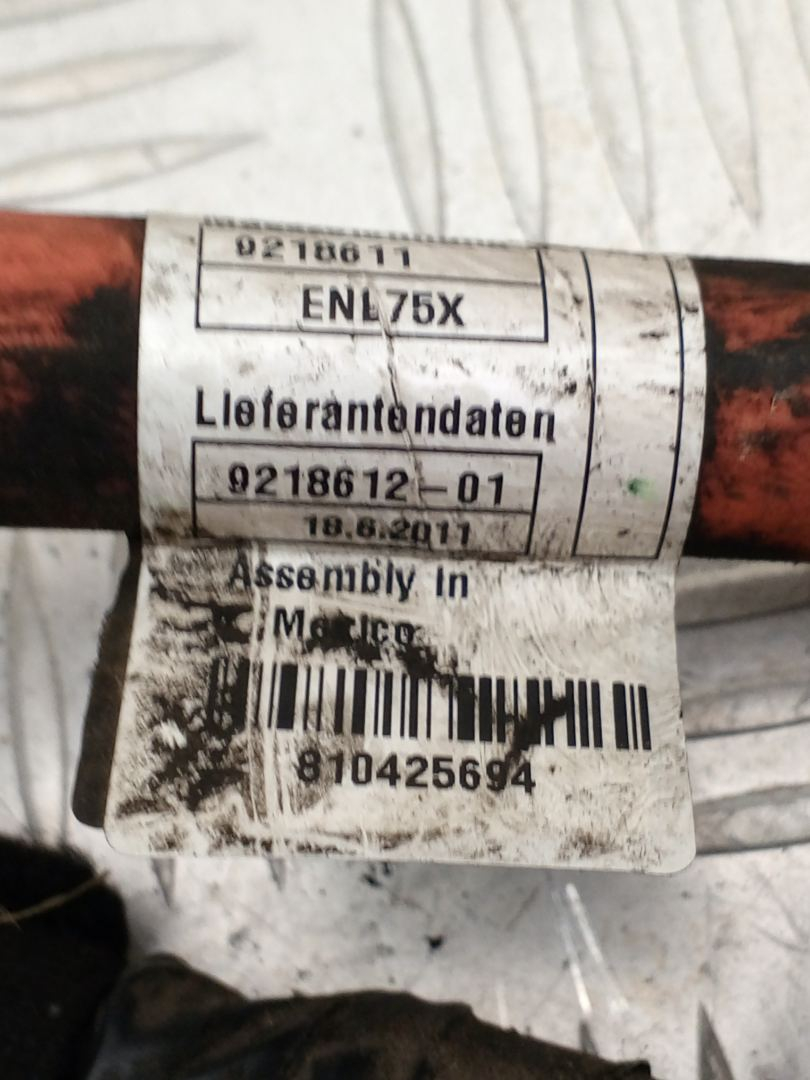 9218611
ENL75X
Lieferantendaten
9218612-01
18.6.2011
Assembly in
Mexico
810425694